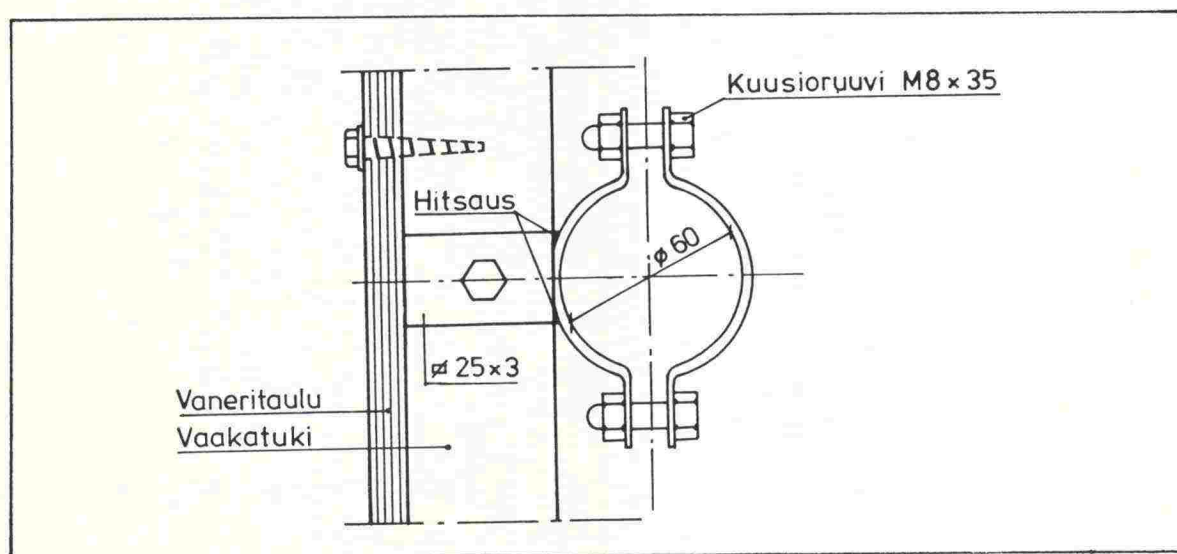 Kuusioruuvi M8×35
Hitsaus
ø 60
⌰ 25×3
Vaneritaulu
Vaakatuki